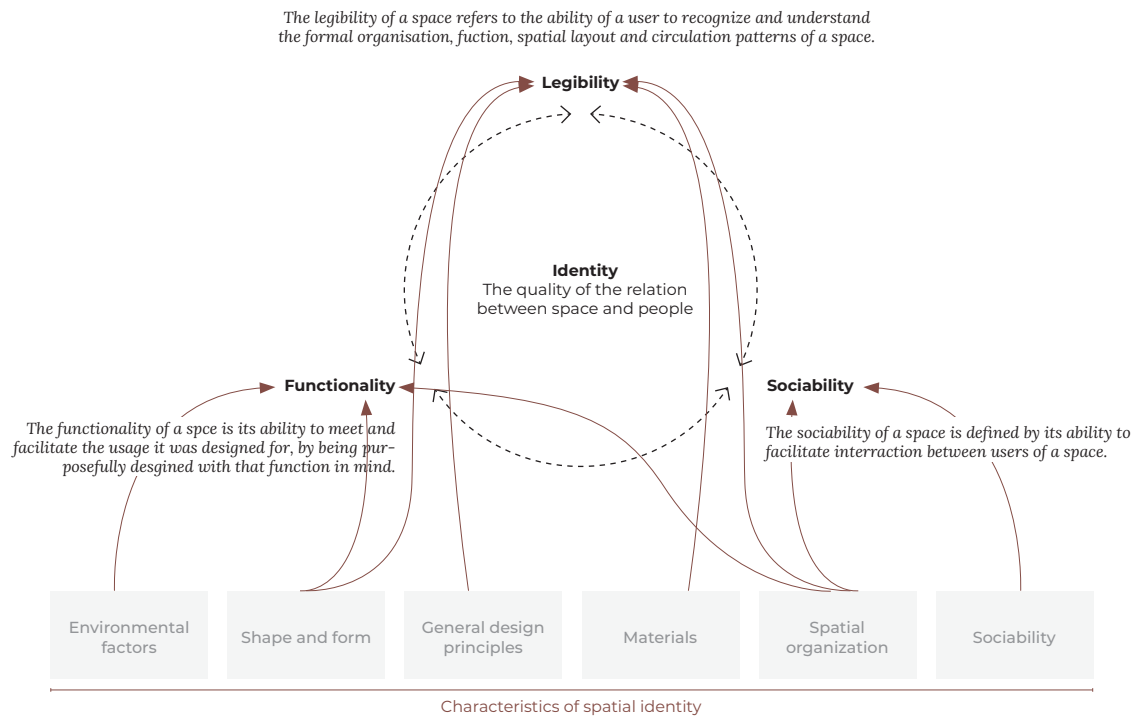 The legibility of a space refers to the ability of a user to recognize and understand
the formal organisation, fuction, spatial layout and circulation patterns of a space.
Legibility
Identity
The quality of the relation
between space and people
Functionality
The functionality of a spce is its ability to meet and
facilitate the usage it was designed for, by being pur-
posefully desgined with that function in mind.
Sociability
The sociability of a space is defined by its ability to
facilitate interraction between users of a space.
Environmental
factors
Shape and form
General design
principles
Materials
Spatial
organization
Sociability
Characteristics of spatial identity